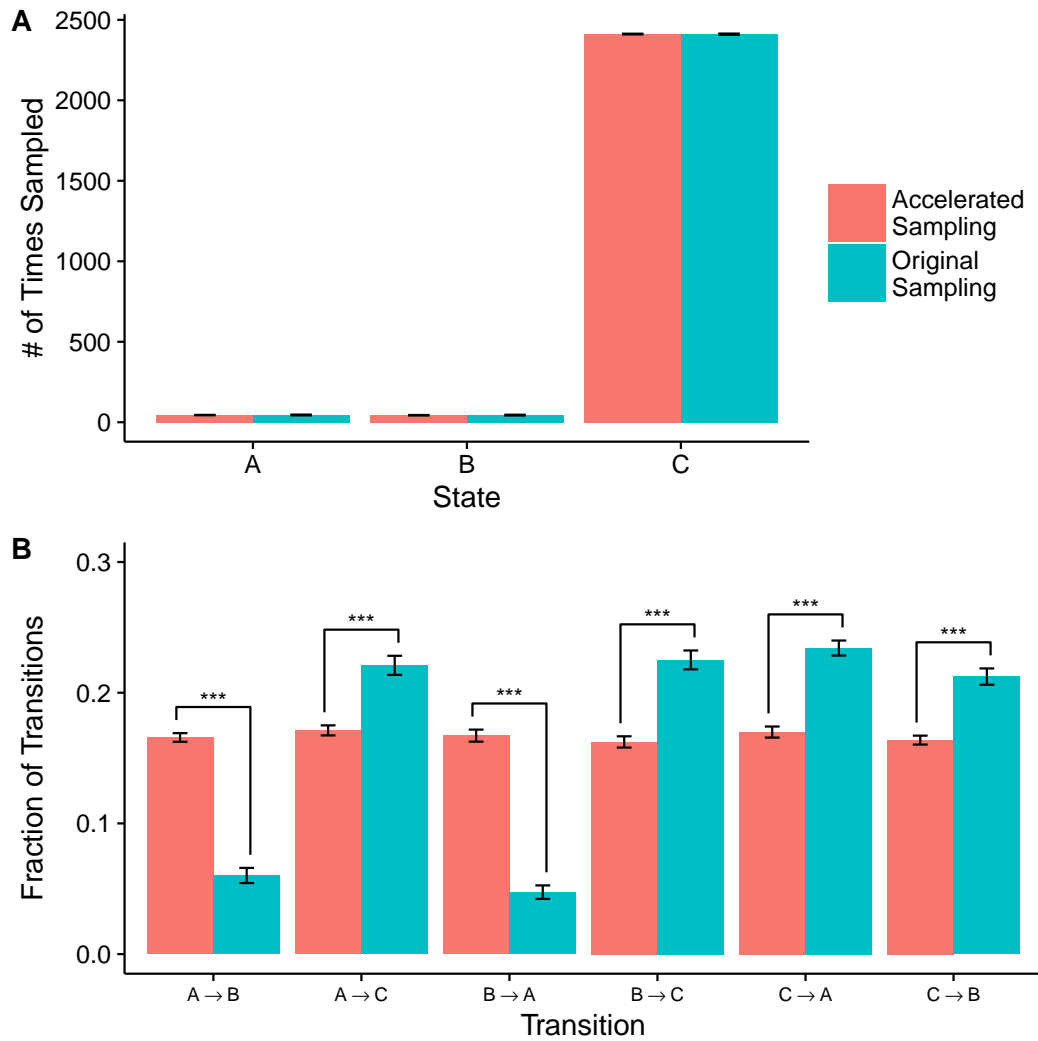 A
# of Times Sampled
2500
2000
1500
1000
500
0
A
B
C
State
Accelerated
Sampling
Original
Sampling
B
Fraction of Transitions
0.3
0.2
0.1
0.0
***
***
***
***
***
***
A → B
A → C
B → A
B → C
C → A
C → B
Transition